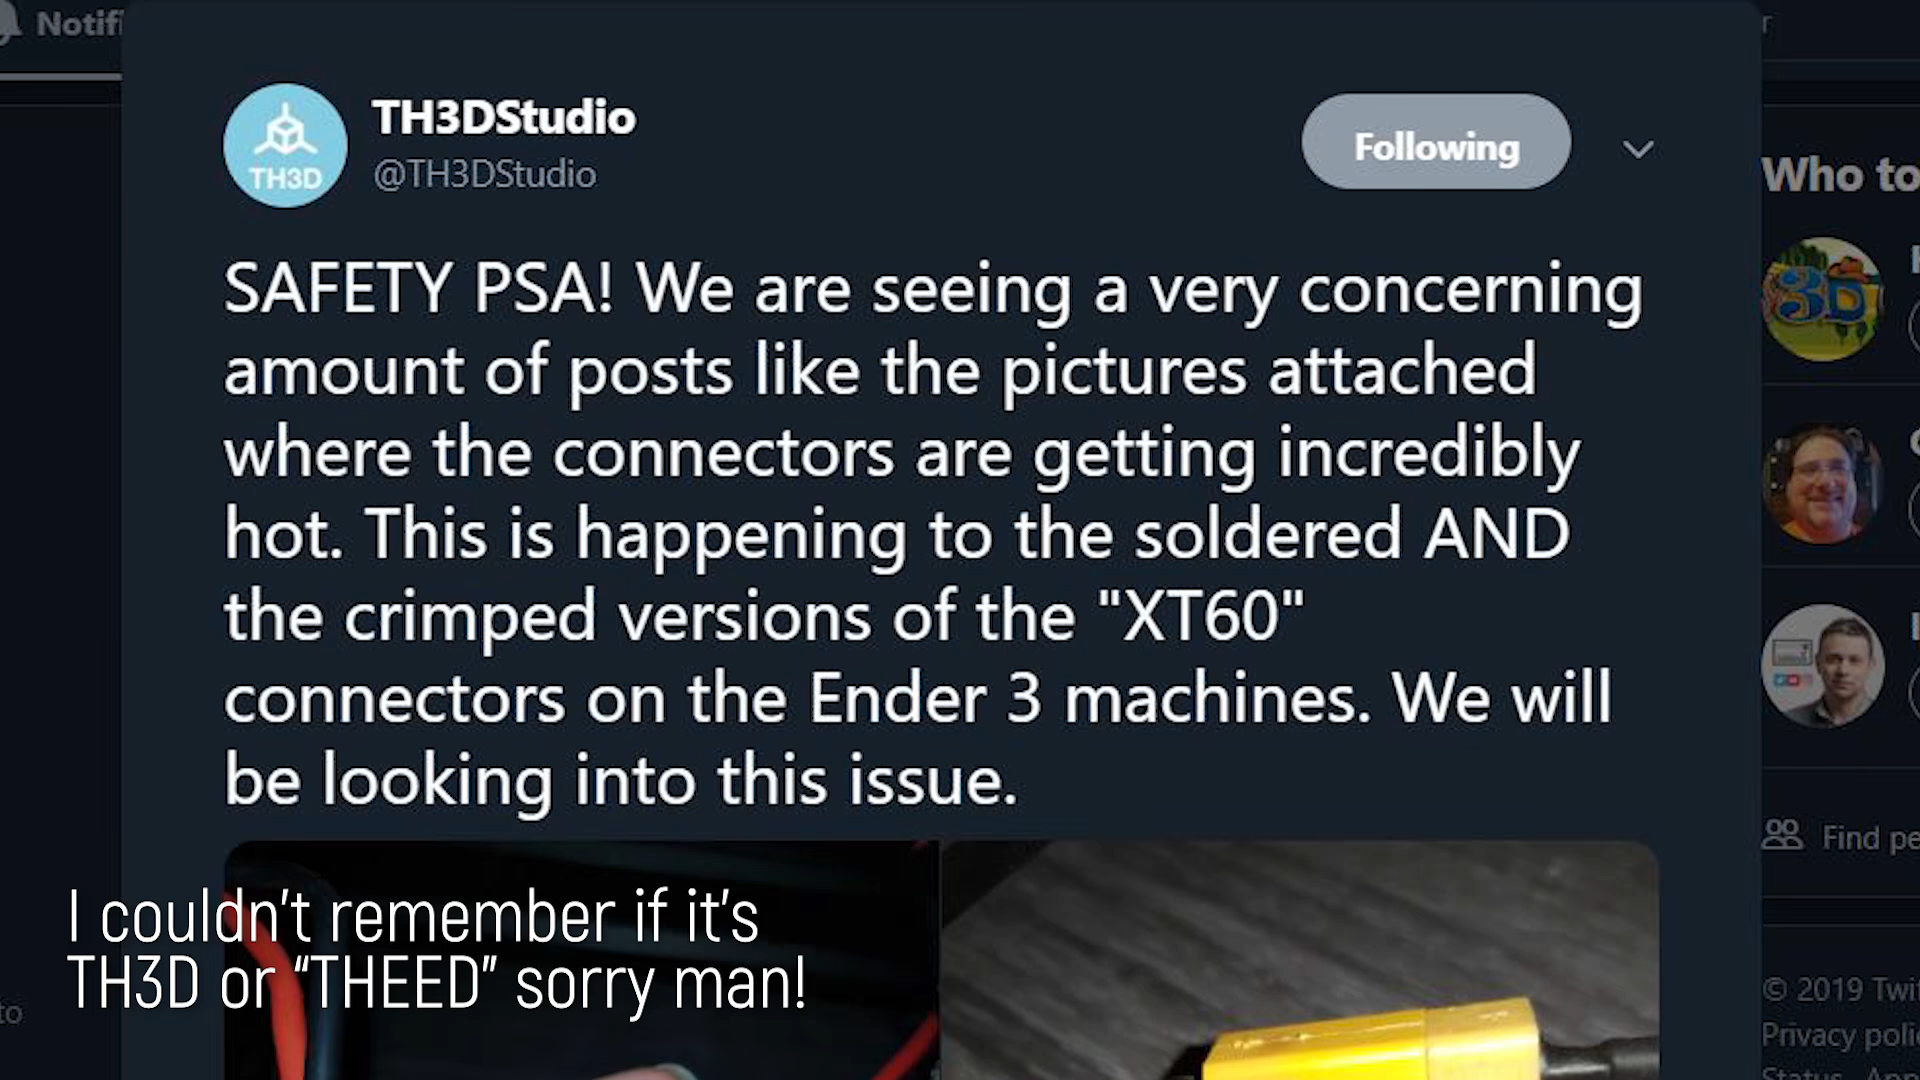 Notifi
TH3DStudio
@TH3DStudio
TH3D
Following
Who to
SAFETY PSA! We are seeing a very concerning
amount of posts like the pictures attached
where the connectors are getting incredibly
hot. This is happening to the soldered AND
the crimped versions of the "XT60"
connectors on the Ender 3 machines. We will
be looking into this issue.
3D
Find pe
I couldn't remember if it's
TH3D or “THEED” sorry man!
to
© 2019 Twi
Privacy poli